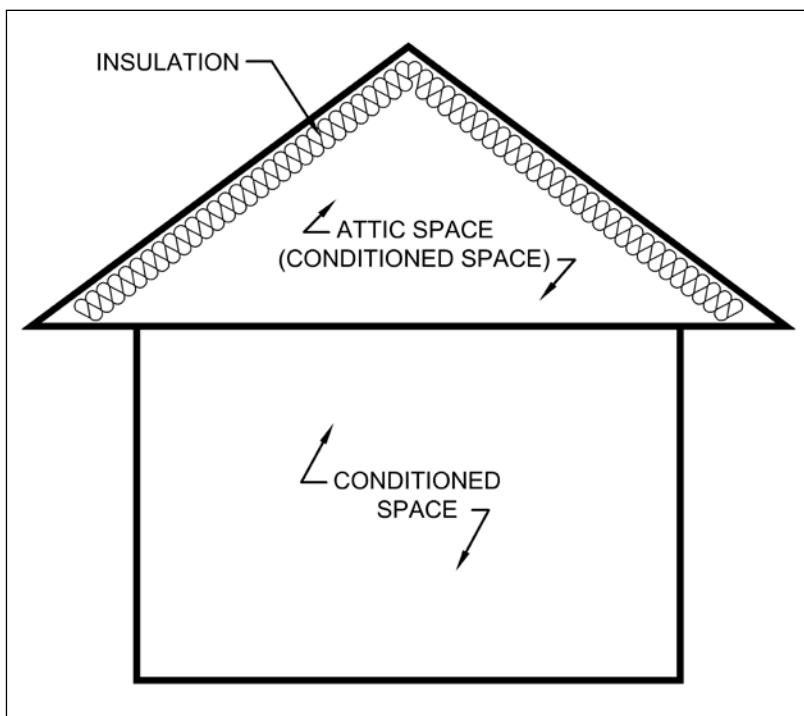 INSULATION
ATTIC SPACE
(CONDITIONED SPACE)
CONDITIONED
SPACE